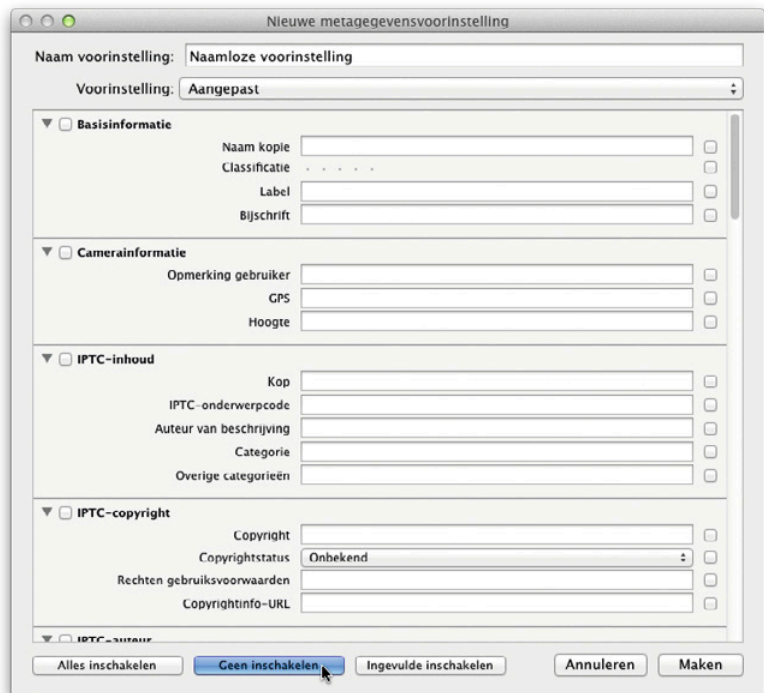 Nieuwe metagegevensvoorinstelling
Naam voorinstelling: Naamloze voorinstelling
Voorinstelling: Aangepast
Basisinformatie
Naam kopie
Classificatie
Label
Bijschrift
Camerainformatie
Opmerking gebruiker
GPS
Hoogte
IPTC-inhoud
Kop
IPTC-onderwerpcode
Auteur van beschrijving
Categorie
Overige categorieën
IPTC-copyright
Copyright
Copyrightstatus Onbekend
Rechten gebruiksvoorwaarden
Copyrightinfo-URL
IPTC-auteur
Alles inschakelen Geen inschakelen Ingevulde inschakelen Annuleren Maken